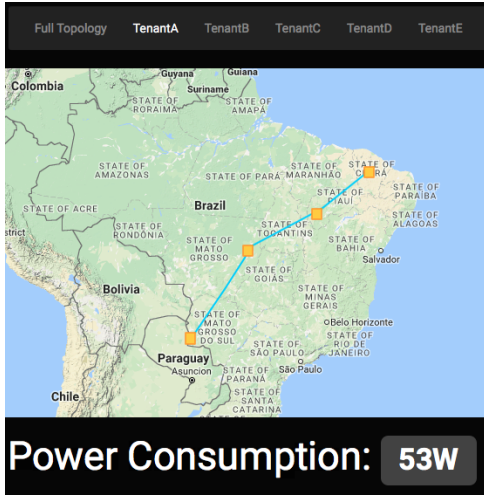 Full Topology TenantA TenantB TenantC TenantD TenantE
Guyana
Guiana
Colombia
Suriname
STATE OF
RORAIMA
STATE OF
AMAPÁ
STATE OF
AMAZONAS
STATE OF PARÁ
STATE OF
MARANHÃO
STATE OF
CEARÁ
STATE OF
PARAÍBA
STATE OF
PIAUÍ
STATE OF ACRE
Brazil
STATE OF
ALAGOAS
STATE OF
RONDÔNIA
STATE OF
TOCANTINS
strict
STATE OF
MATO
GROSSO
STATE OF
BAHIA
Salvador
STATE OF
GOIÁS
Bolivia
STATE OF
MINAS
GERAIS
STATE OF
MATO
GROSSO
DO SUL
Belo Horizonte
STATE OF
SÃO PAULO
STATE OF
RIO DE
JANEIRO
Paraguay
Asuncion
STATE OF
PARANÁ
São Paulo
Chile
STATE OF
SANTA
CATARINA
Power Consumption: 53W